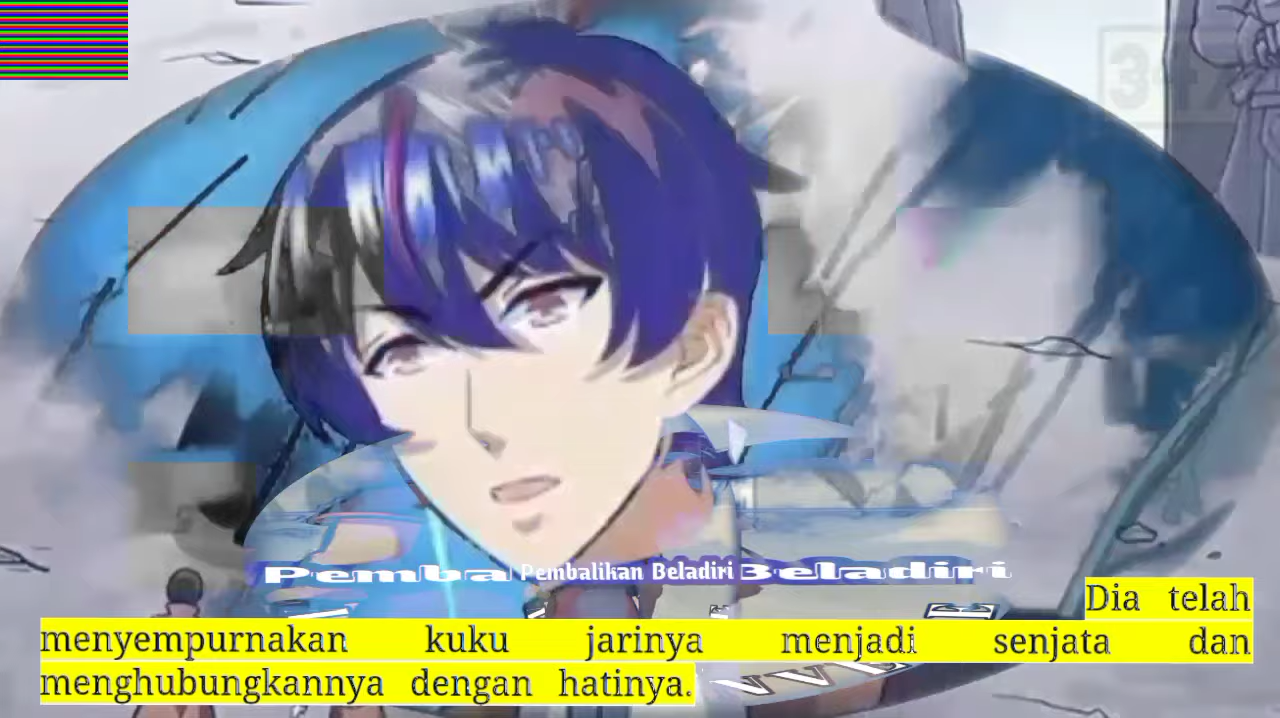 Pembalikan Beladiri
Dia telah
menyempurnakan kuku jarinya menjadi senjata dan
menghubungkannya dengan hatinya.